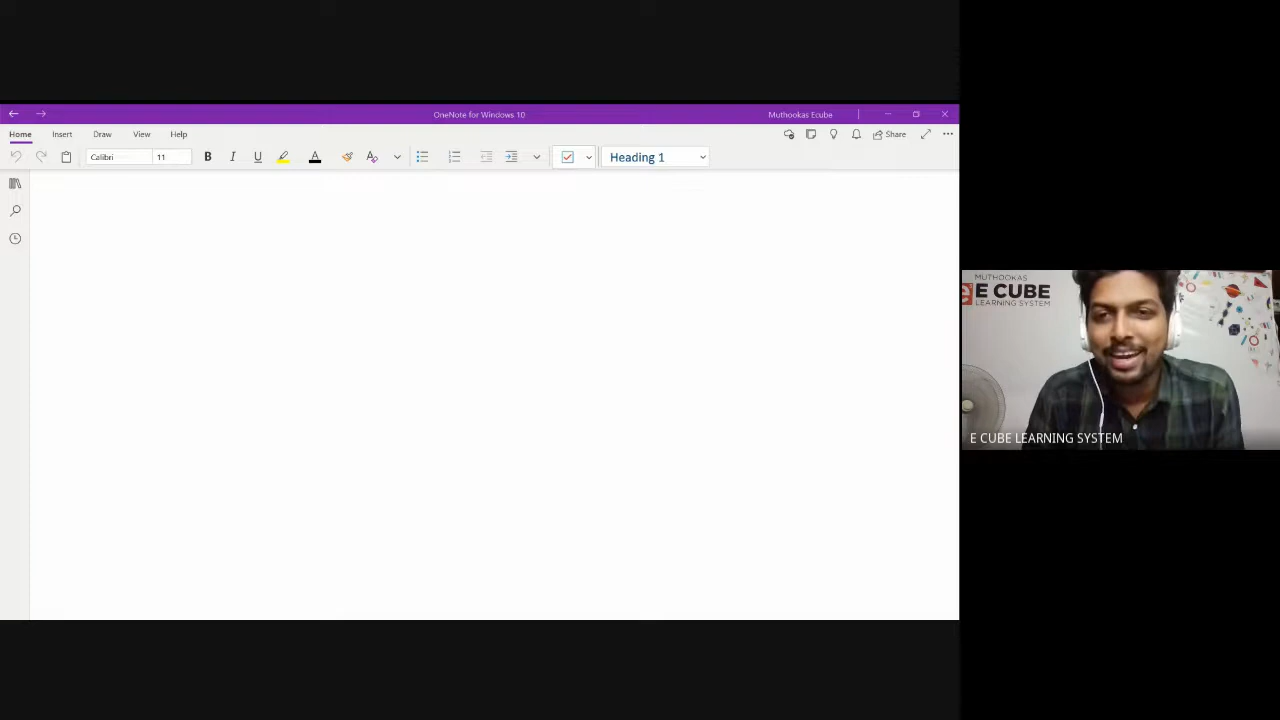 OneNote for Windows 10
Muthookas Ecube
Home Insert Draw View Help
Share
Calibri 11 B I U A A Heading 1
MUTHOOKAS
e E CUBE
LEARNING SYSTEM
E CUBE LEARNING SYSTEM